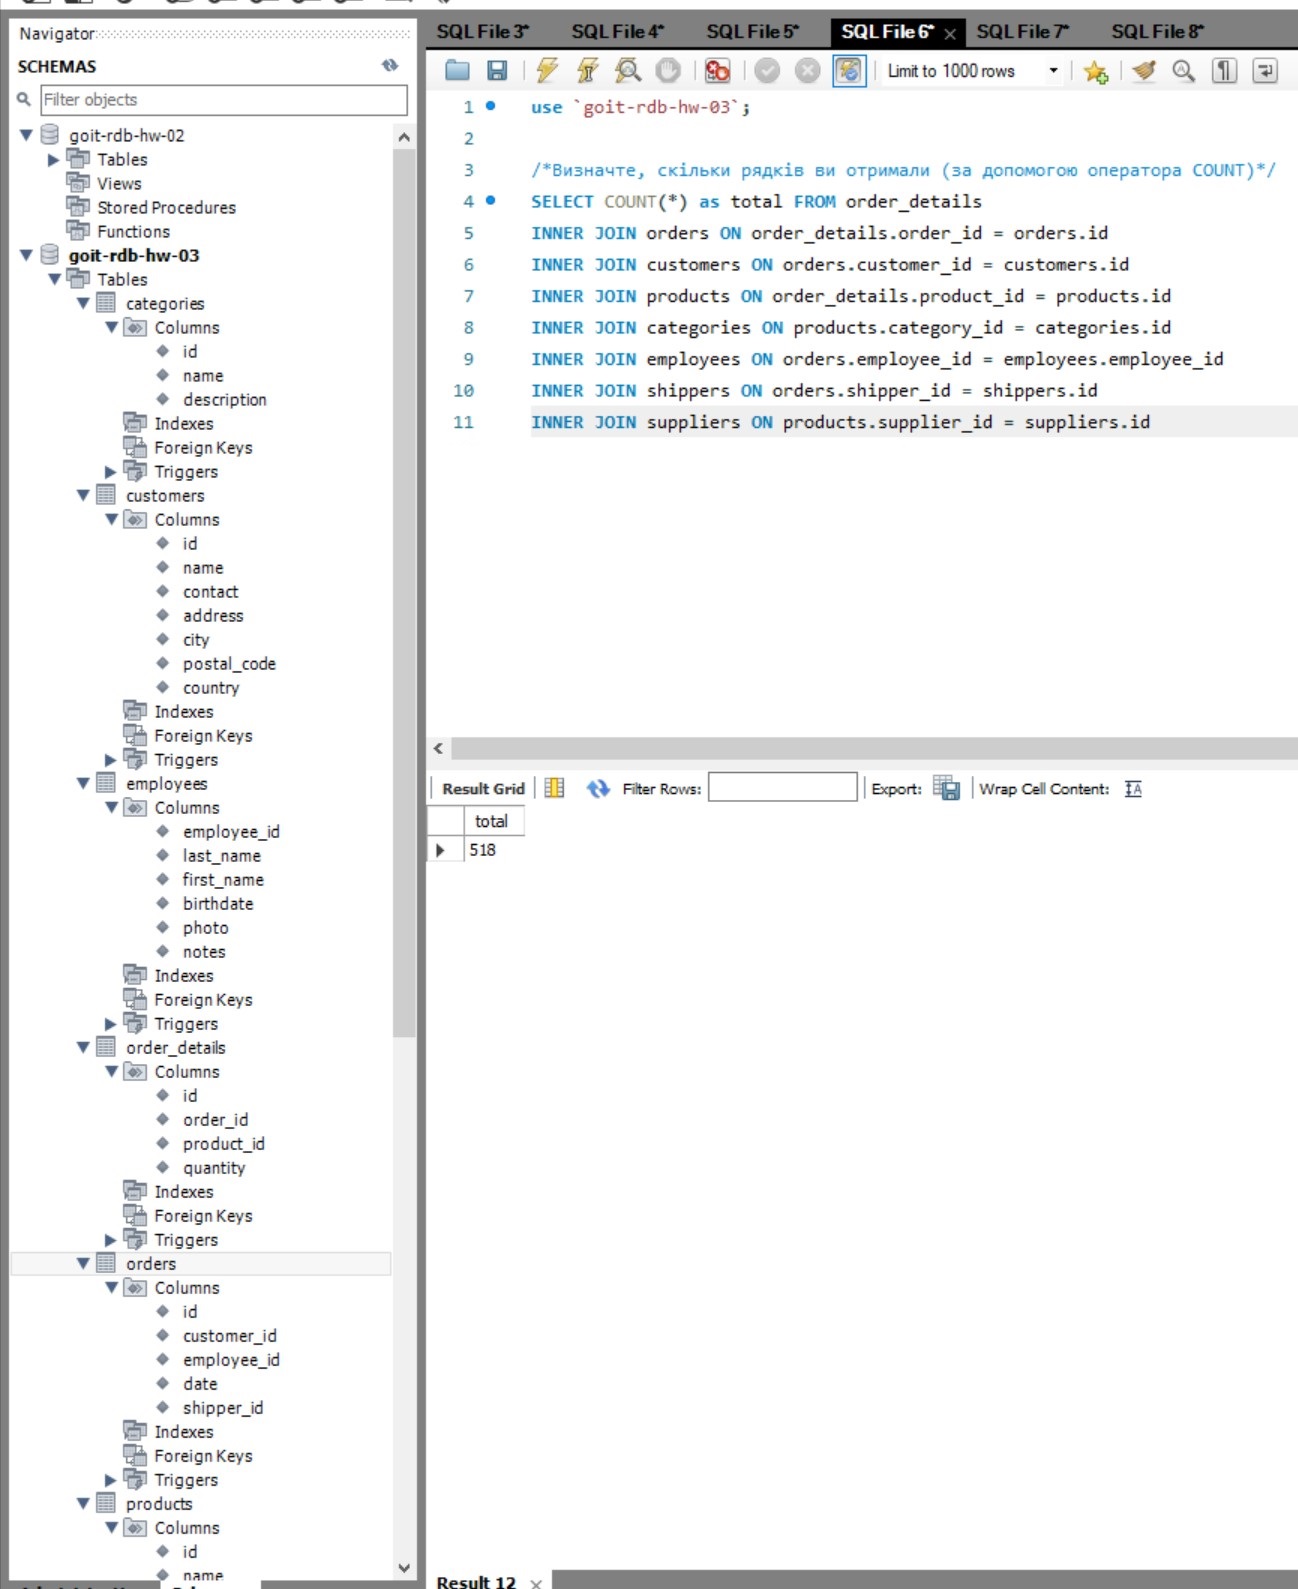 Navigator
SCHEMAS
Filter objects
goit-rdb-hw-02
Tables
Views
Stored Procedures
Functions
goit-rdb-hw-03
Tables
categories
Columns
id
name
description
Indexes
Foreign Keys
Triggers
customers
Columns
id
name
contact
address
city
postal_code
country
Indexes
Foreign Keys
Triggers
employees
Columns
employee_id
last_name
first_name
birthdate
photo
notes
Indexes
Foreign Keys
Triggers
order_details
Columns
id
order_id
product_id
quantity
Indexes
Foreign Keys
Triggers
orders
Columns
id
customer_id
employee_id
date
shipper_id
Indexes
Foreign Keys
Triggers
products
Columns
id
name
SQL File 3* SQL File 4* SQL File 5* SQL File 6* SQL File 7* SQL File 8*
Limit to 1000 rows
1 use `goit-rdb-hw-03`;
2
3 /*Визначте, скільки рядків ви отримали (за допомогою оператора COUNT)*/
4 SELECT COUNT(*) as total FROM order_details
5 INNER JOIN orders ON order_details.order_id = orders.id
6 INNER JOIN customers ON orders.customer_id = customers.id
7 INNER JOIN products ON order_details.product_id = products.id
8 INNER JOIN categories ON products.category_id = categories.id
9 INNER JOIN employees ON orders.employee_id = employees.employee_id
10 INNER JOIN shippers ON orders.shipper_id = shippers.id
11 INNER JOIN suppliers ON products.supplier_id = suppliers.id
Result Grid Filter Rows: Export: Wrap Cell Content:
total
518
Result 12